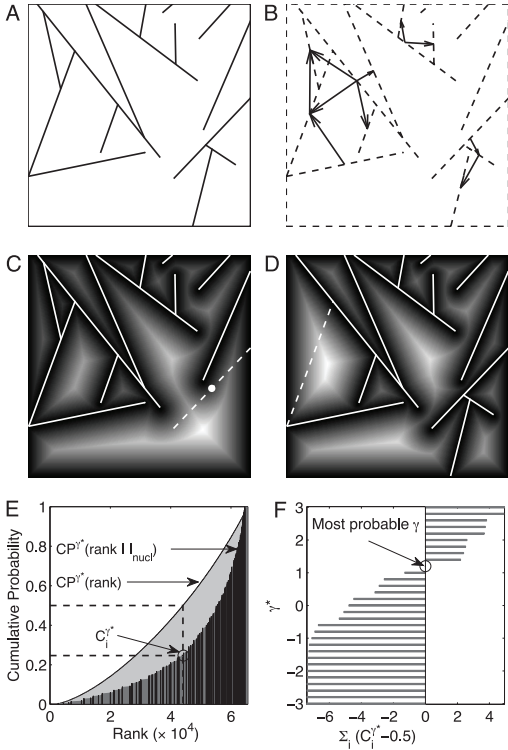 A
B
C
D
E
Cumulative Probability
1
0.8
0.6
0.4
0.2
0
CP^γ*(rank I I_nucl)
CP^γ*(rank)
C_i^γ*
0 2 4 6
Rank (× 10^4)
F
γ*
3
2
1
0
−1
−2
−3
Most probable γ
−6 −4 −2 0 2 4
Σ_i (C_i^γ*−0.5)